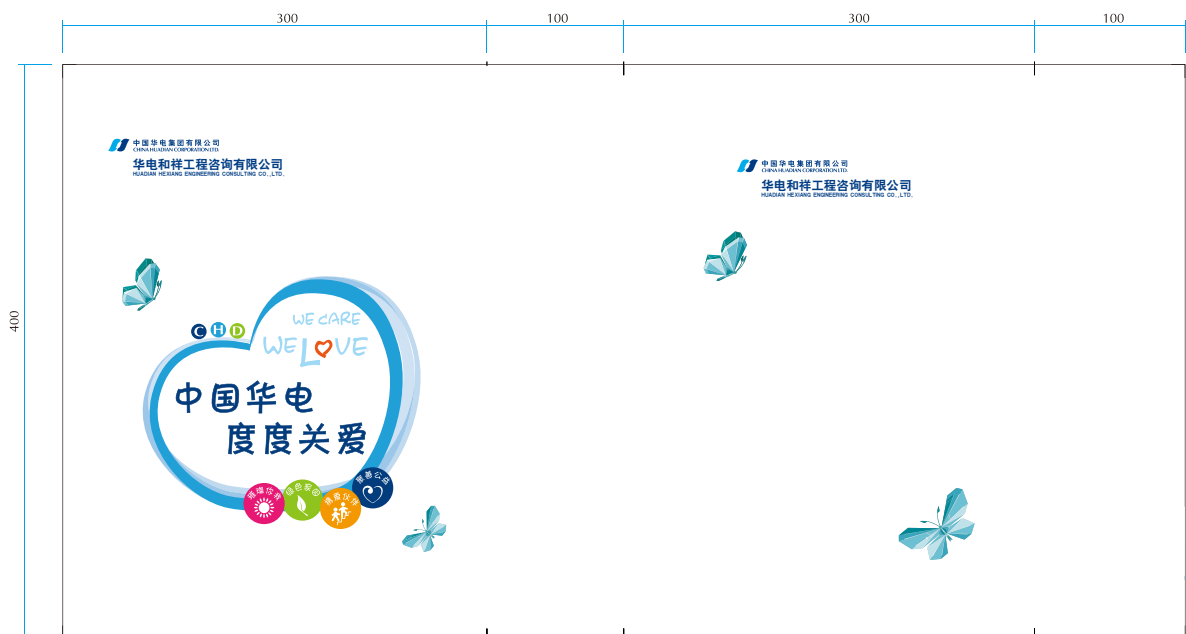 300
100
300
100
400
中国华电集团有限公司
CHINA HUADIAN CORPORATION LTD.
华电和祥工程咨询有限公司
HUADIAN HEXIANG ENGINEERING CONSULTING CO.,LTD.
中国华电集团有限公司
CHINA HUADIAN CORPORATION LTD.
华电和祥工程咨询有限公司
HUADIAN HEXIANG ENGINEERING CONSULTING CO.,LTD.
CHD
WE CARE
WE LOVE
中国华电
度度关爱
绿色家园